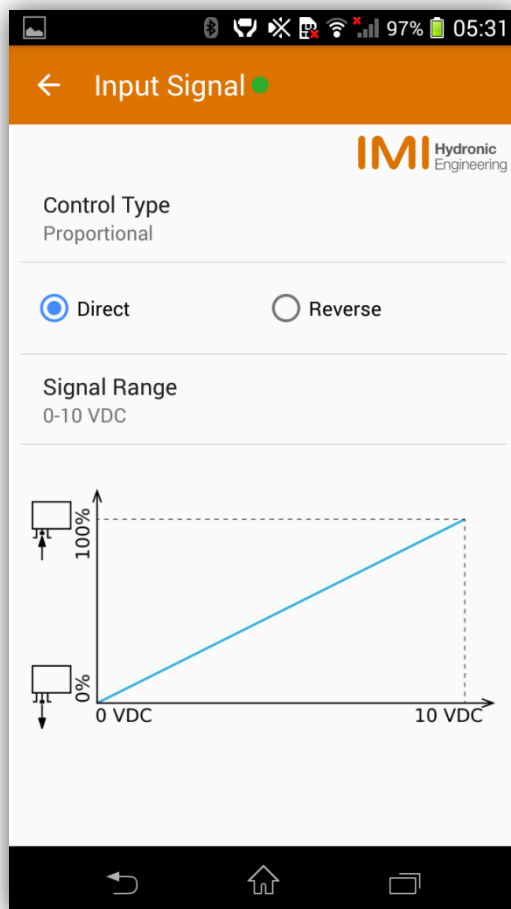 97% 05:31
Input Signal
IMI Hydronic
Engineering
Control Type
Proportional
Direct Reverse
Signal Range
0-10 VDC
100%
0%
0 VDC 10 VDC